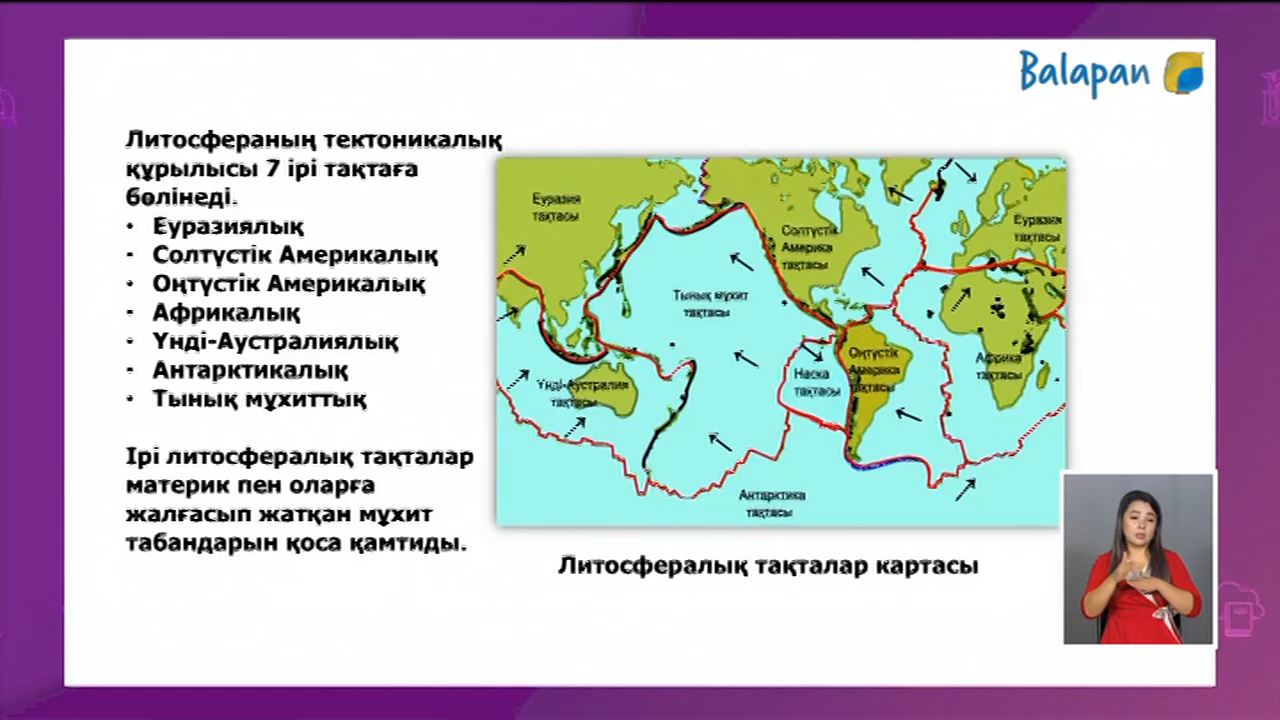 Balapan
Литосфераның тектоникалық
құрылысы 7 ірі тақтаға
бөлінеді.
• Еуразиялық
• Солтүстік Америкалық
• Оңтүстік Америкалық
• Африкалық
• Үнді-Аустралиялық
• Антарктикалық
• Тынық мұхиттық
Ірі литосфералық тақталар
материк пен оларға
жалғасып жатқан мұхит
табандарын қоса қамтиды.
Еуразия
тақтасы
Солтүстік
Америка
тақтасы
Еуразия
тақтасы
Тынық мұхит
тақтасы
Наска
тақтасы
Оңтүстік
Америка
тақтасы
Африка
тақтасы
Үнді-Аустралия
тақтасы
Антарктика
тақтасы
Литосфералық тақталар картасы